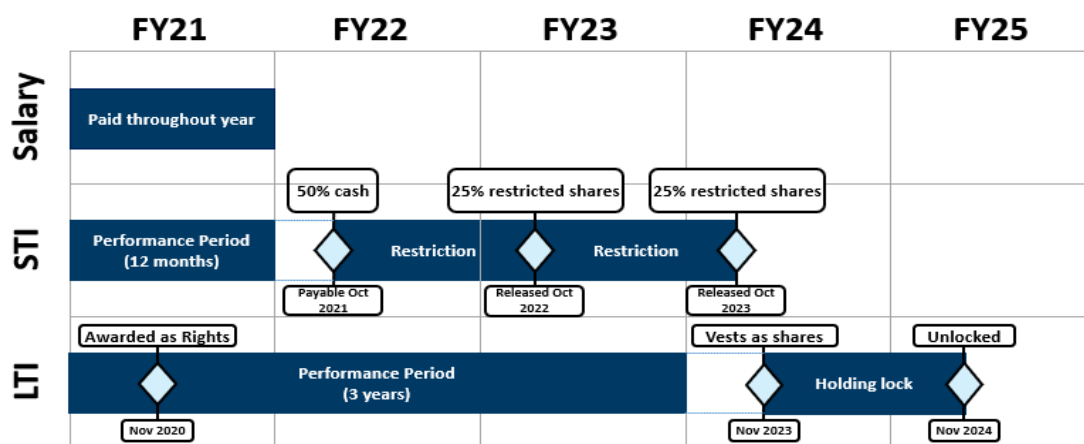 FY21 FY22 FY23 FY24 FY25
Salary
Paid throughout year
STI
50% cash
25% restricted shares
25% restricted shares
Performance Period
(12 months)
Restriction
Restriction
Payable Oct
2021
Released Oct
2022
Released Oct
2023
LTI
Awarded as Rights
Vests as shares
Unlocked
Performance Period
(3 years)
Holding lock
Nov 2020
Nov 2023
Nov 2024